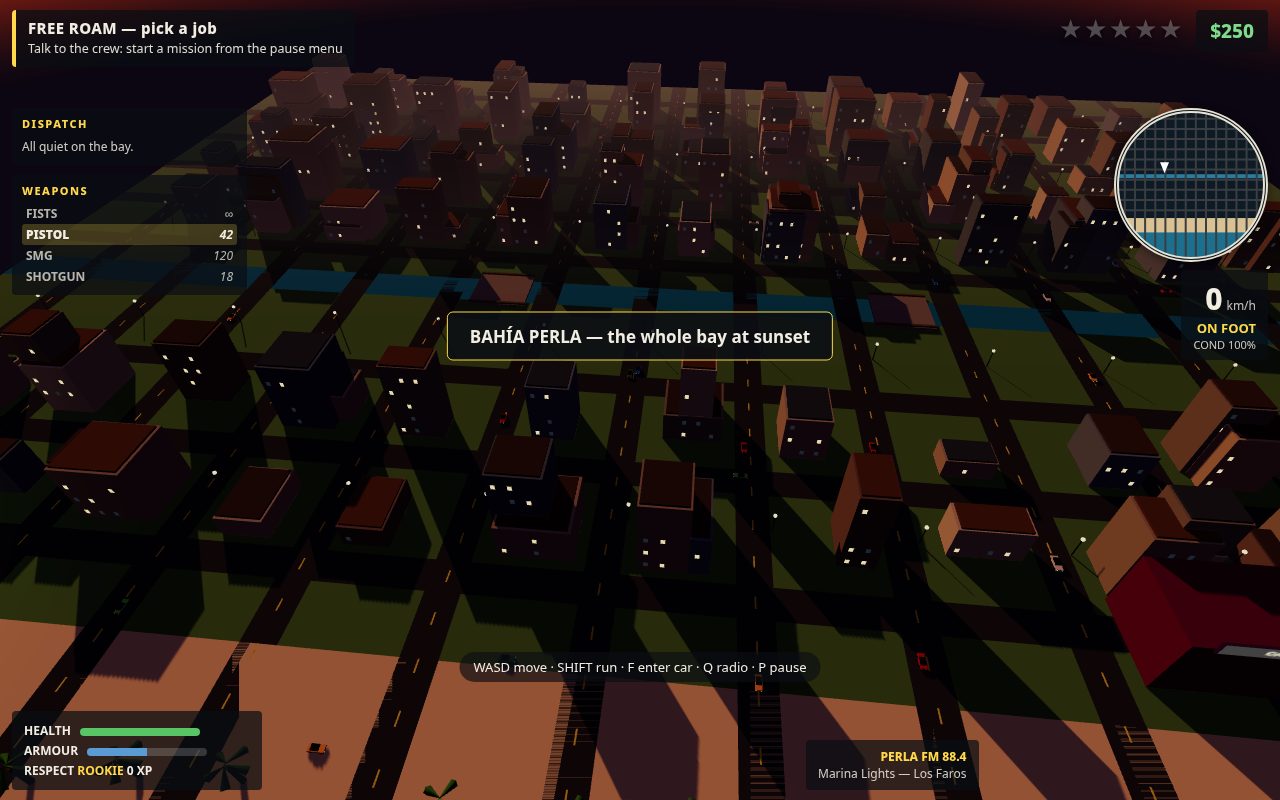 FREE ROAM — pick a job
Talk to the crew: start a mission from the pause menu
★★★★★
$250
DISPATCH
All quiet on the bay.
WEAPONS
FISTS ∞
PISTOL 42
SMG 120
SHOTGUN 18
0 km/h
ON FOOT
COND 100%
BAHÍA PERLA — the whole bay at sunset
WASD move · SHIFT run · F enter car · Q radio · P pause
HEALTH
ARMOUR
RESPECT ROOKIE 0 XP
PERLA FM 88.4
Marina Lights — Los Faros